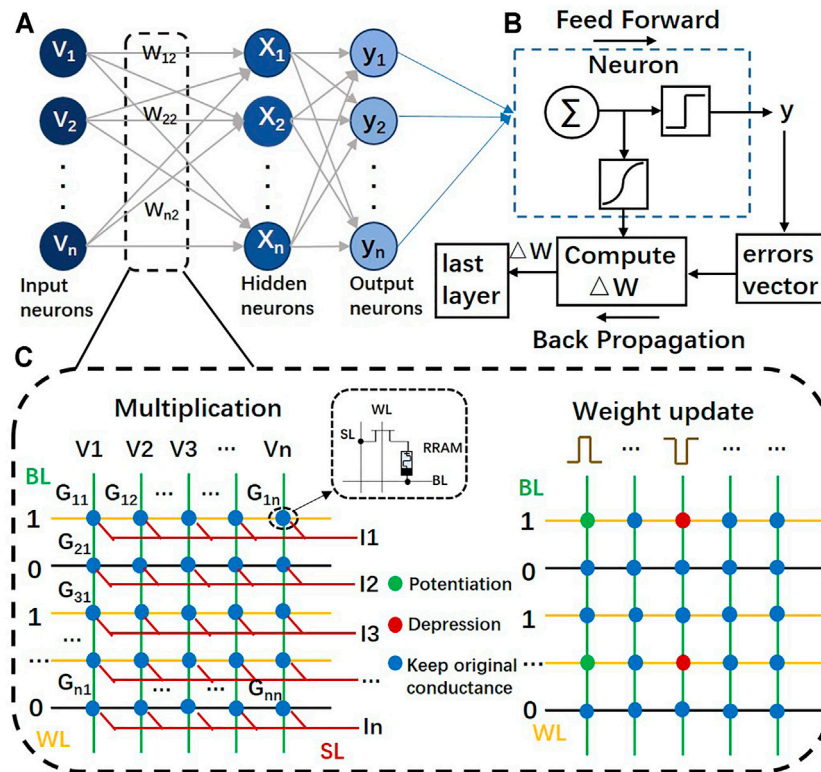 A
V1
V2
Vn
W12
W22
Wn2
X1
X2
Xn
y1
y2
yn
Input
neurons
Hidden
neurons
Output
neurons
B
Feed Forward
Neuron
Σ
y
last
layer
△W
Compute
△W
errors
vector
Back Propagation
C
Multiplication
V1 V2 V3 ... Vn
BL
G11 G12 ... ... G1n
1
I1
G21
0
I2
G31
1
I3
...
...
...
Gn1 ... ... Gnn
0
In
WL
SL
WL
SL
RRAM
BL
Potentiation
Depression
Keep original
conductance
Weight update
... ... ...
BL
1
0
1
...
0
WL